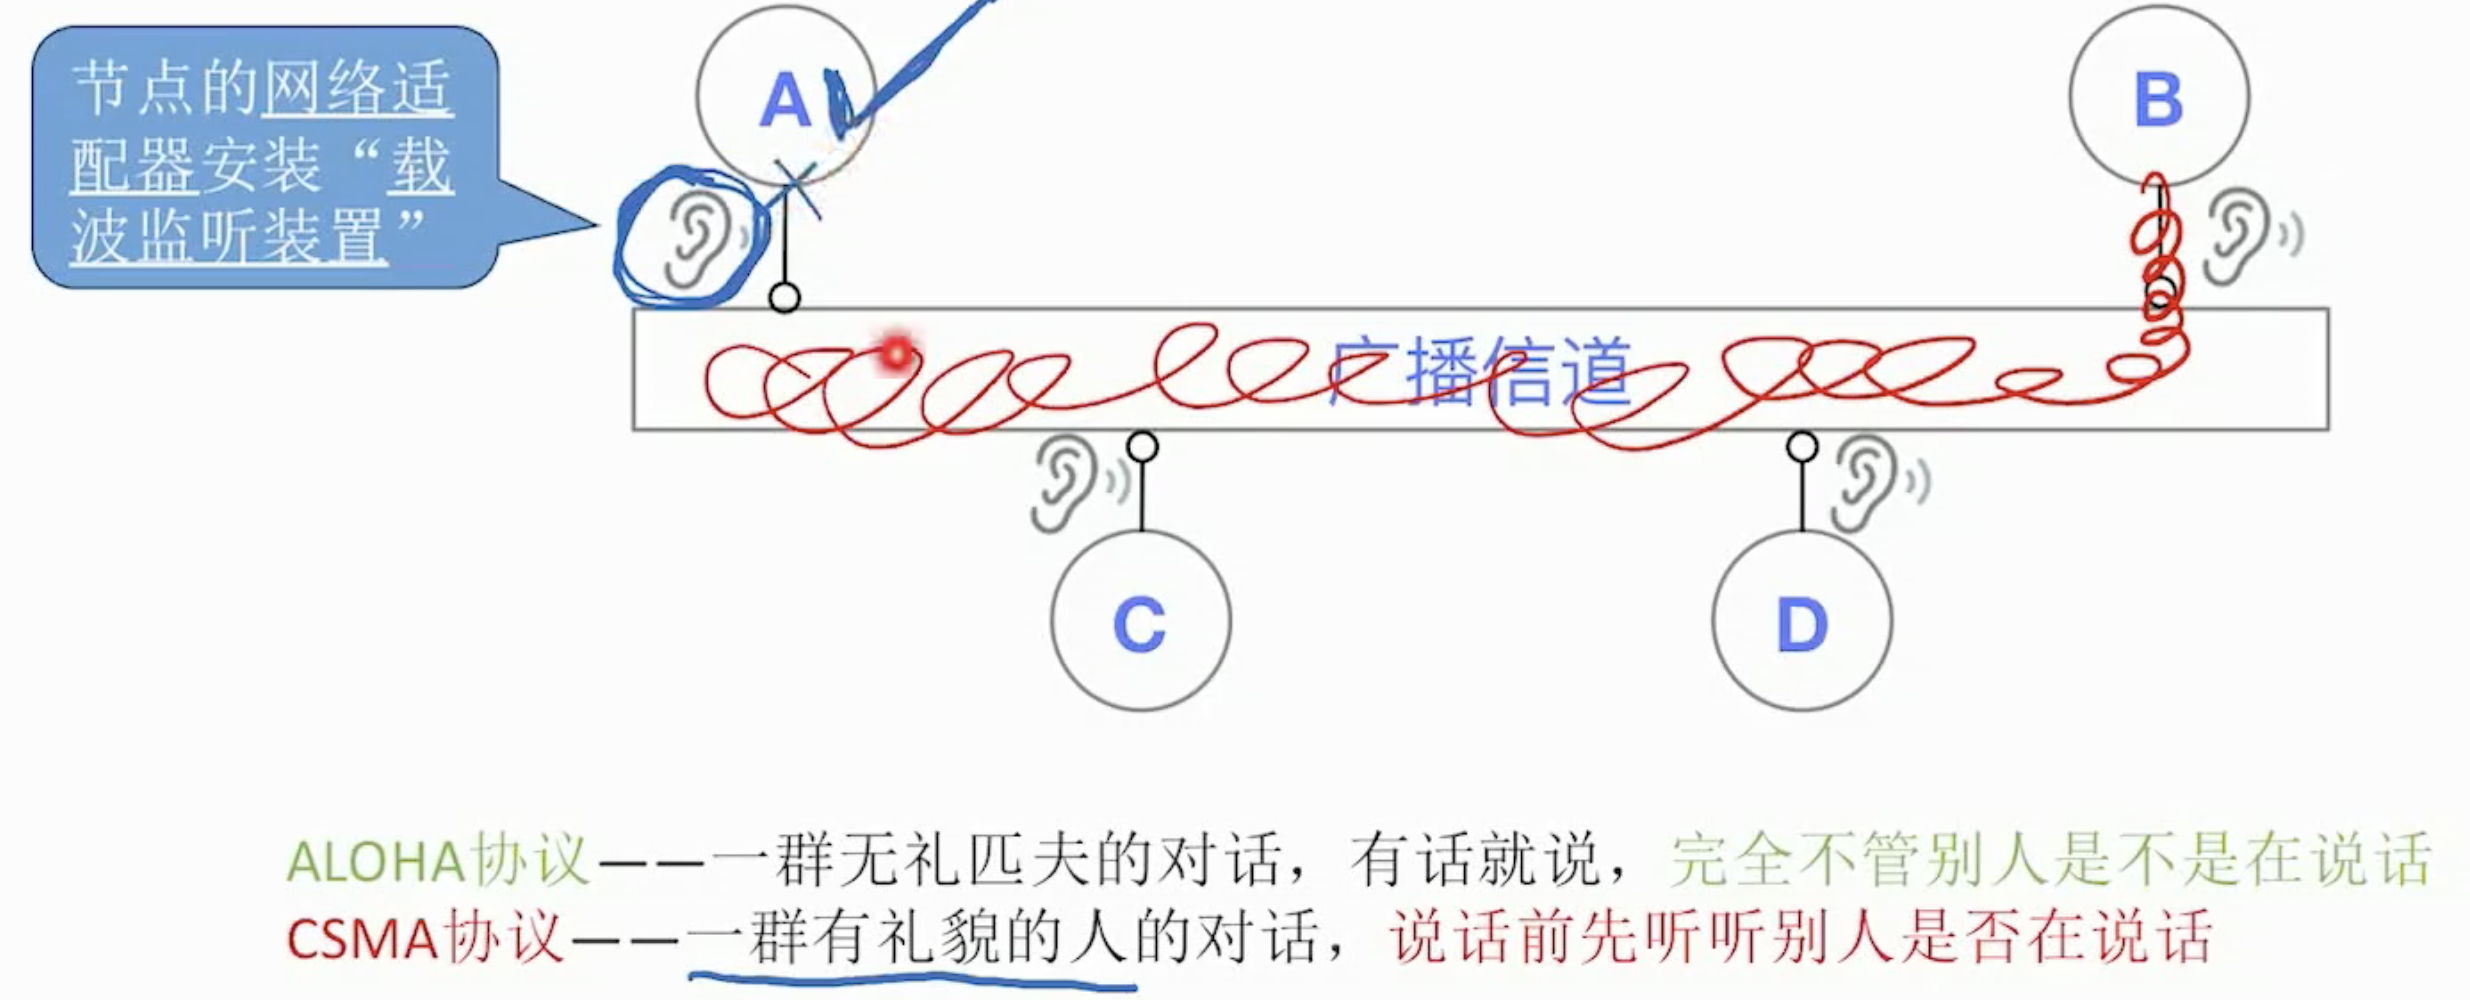 节点的网络适
配器安装“载
波监听装置”
A
B
广播信道
C
D
ALOHA协议——一群无礼匹夫的对话，有话就说，完全不管别人是不是在说话
CSMA协议——一群有礼貌的人的对话，说话前先听听别人是否在说话